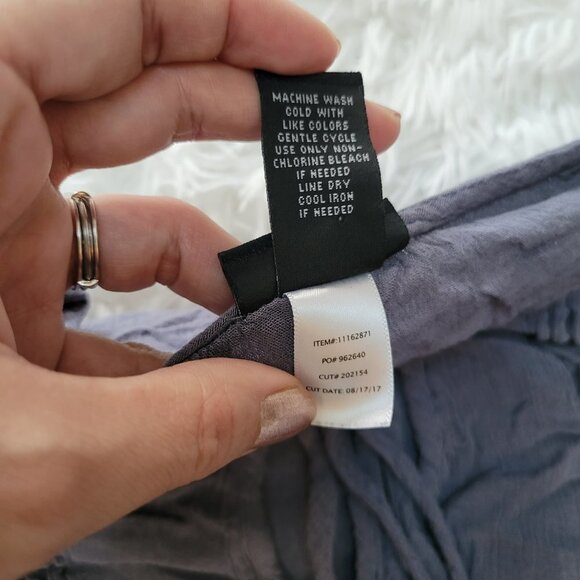 MACHINE WASH
COLD WITH
LIKE COLORS
GENTLE CYCLE
USE ONLY NON-
CHLORINE BLEACH
IF NEEDED
LINE DRY
COOL IRON
IF NEEDED
ITEM#:11162871
PO# 962640
CUT# 202154
CUT DATE: 08/17/17